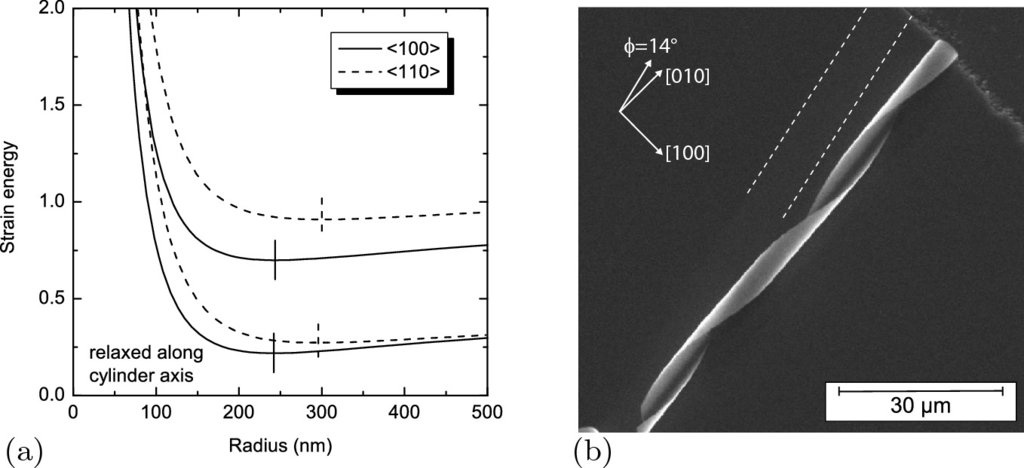 2.0
1.5
1.0
0.5
0.0
Strain energy
<100>
<110>
relaxed along
cylinder axis
0 100 200 300 400 500
Radius (nm)
(a)
ϕ=14°
[010]
[100]
30 µm
(b)